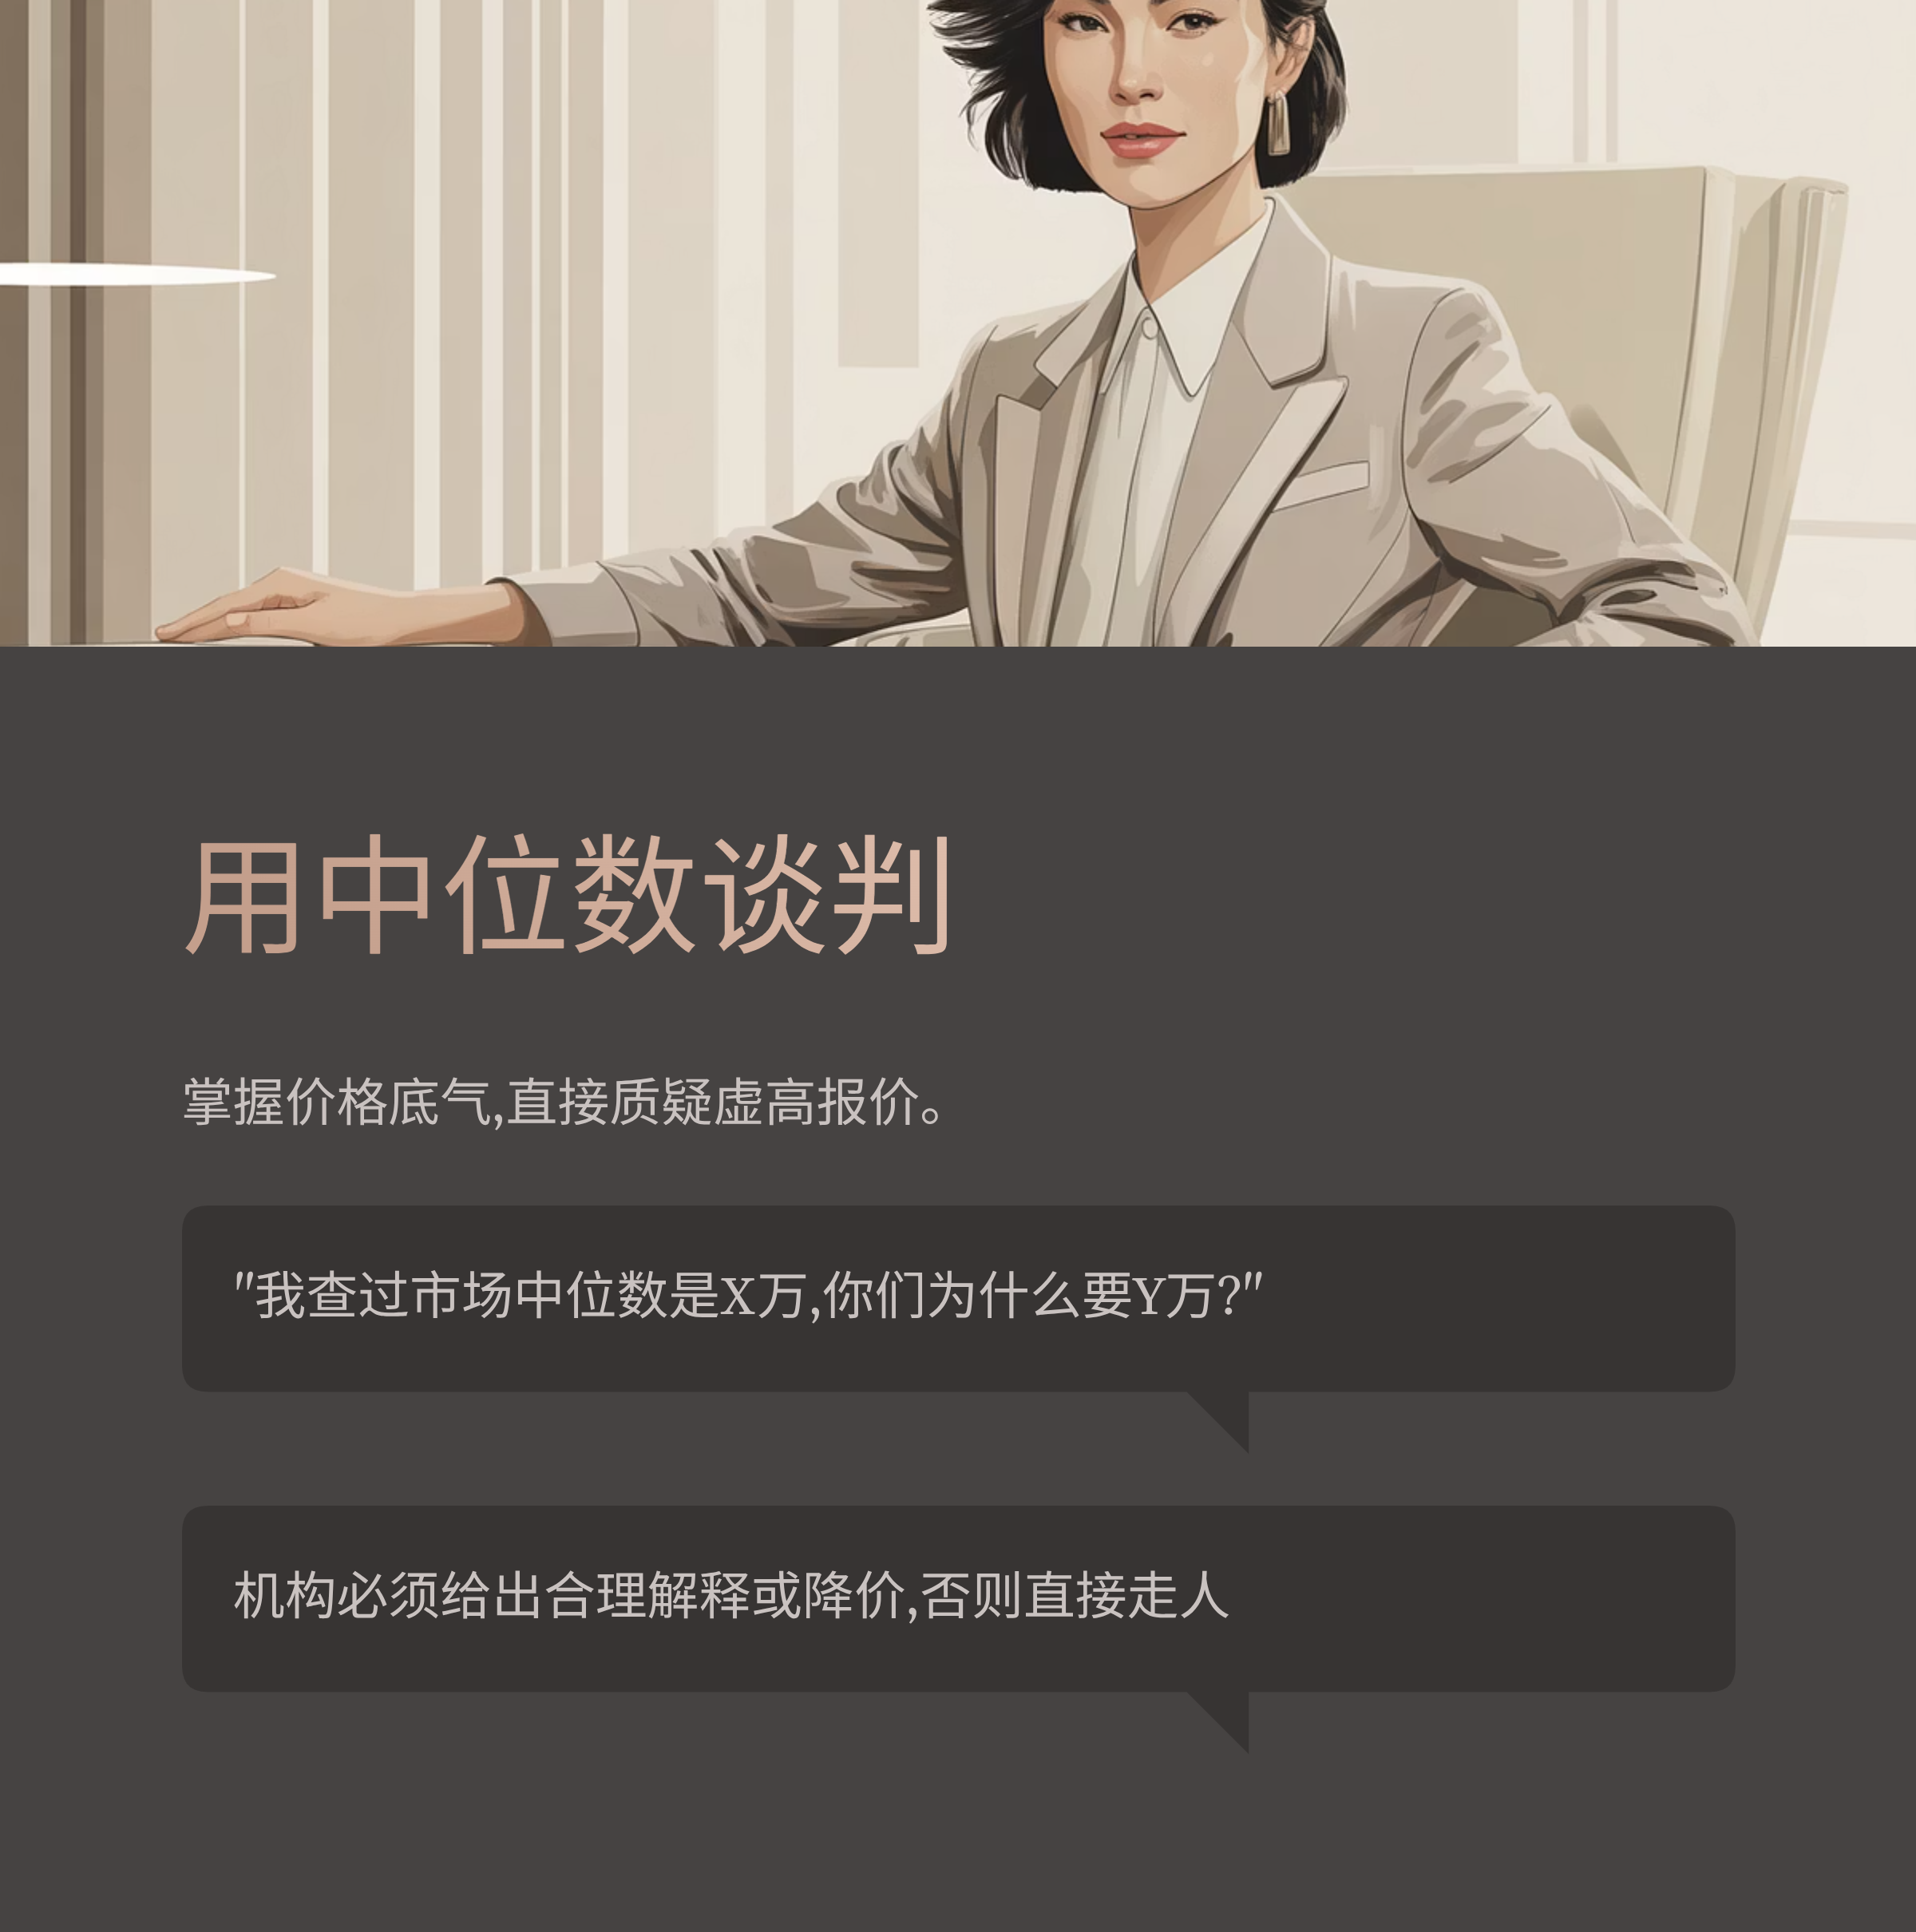 用中位数谈判
掌握价格底气,直接质疑虚高报价。
"我查过市场中位数是X万,你们为什么要Y万?"
机构必须给出合理解释或降价,否则直接走人